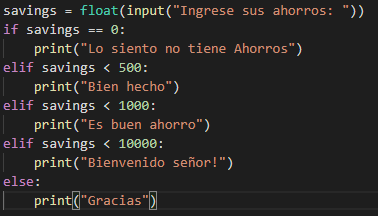 savings = float(input("Ingrese sus ahorros: "))
if savings == 0:
    print("Lo siento no tiene Ahorros")
elif savings < 500:
    print("Bien hecho")
elif savings < 1000:
    print("Es buen ahorro")
elif savings < 10000:
    print("Bienvenido señor!")
else:
    print("Gracias")